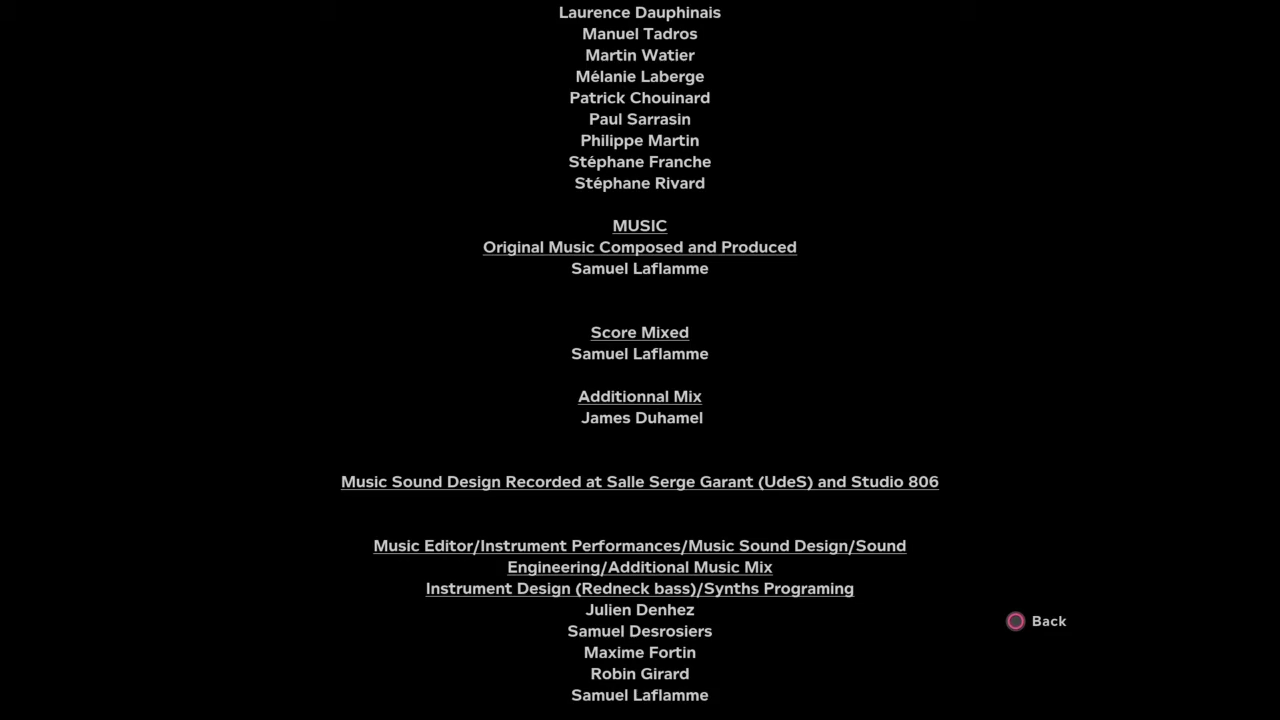 Laurence Dauphinais
Manuel Tadros
Martin Watier
Mélanie Laberge
Patrick Chouinard
Paul Sarrasin
Philippe Martin
Stéphane Franche
Stéphane Rivard
MUSIC
Original Music Composed and Produced
Samuel Laflamme
Score Mixed
Samuel Laflamme
Additionnal Mix
James Duhamel
Music Sound Design Recorded at Salle Serge Garant (UdeS) and Studio 806
Music Editor/Instrument Performances/Music Sound Design/Sound
Engineering/Additional Music Mix
Instrument Design (Redneck bass)/Synths Programing
Julien Denhez
Samuel Desrosiers
Maxime Fortin
Robin Girard
Samuel Laflamme
Back